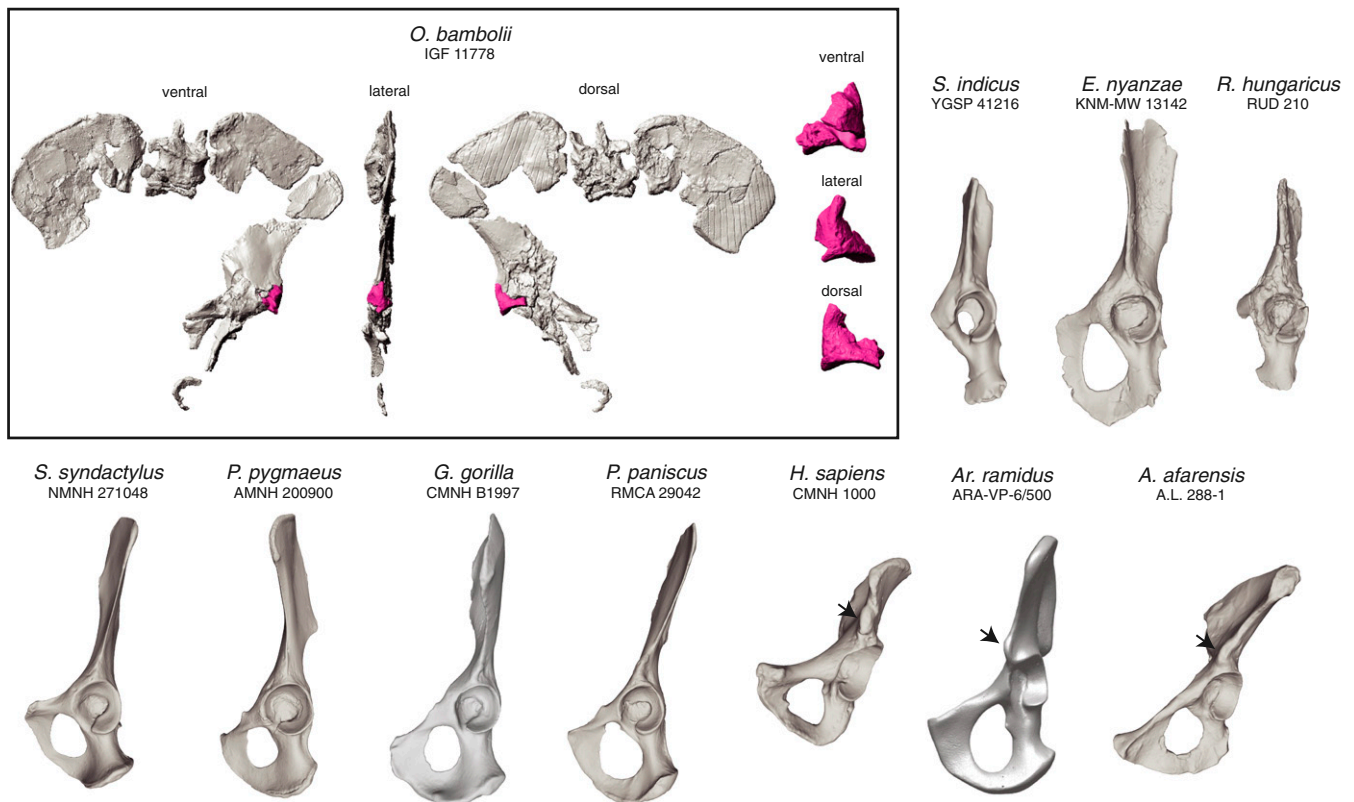 O. bambolii
IGF 11778
ventral
lateral
dorsal
ventral
lateral
dorsal
S. indicus
YGSP 41216
E. nyanzae
KNM-MW 13142
R. hungaricus
RUD 210
S. syndactylus
NMNH 271048
P. pygmaeus
AMNH 200900
G. gorilla
CMNH B1997
P. paniscus
RMCA 29042
H. sapiens
CMNH 1000
Ar. ramidus
ARA-VP-6/500
A. afarensis
A.L. 288-1